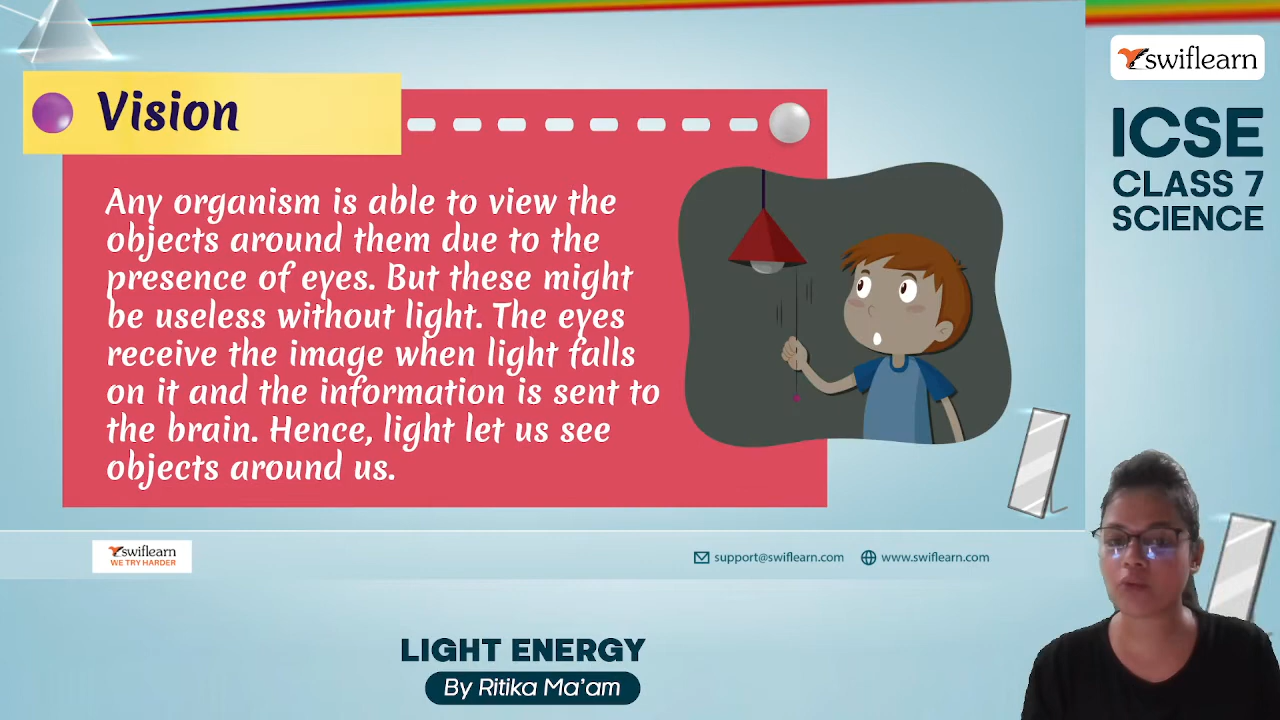 swiflearn
ICSE
CLASS 7
SCIENCE
Vision
Any organism is able to view the
objects around them due to the
presence of eyes. But these might
be useless without light. The eyes
receive the image when light falls
on it and the information is sent to
the brain. Hence, light let us see
objects around us.
swiflearn
WE TRY HARDER
support@swiflearn.com
www.swiflearn.com
LIGHT ENERGY
By Ritika Ma'am